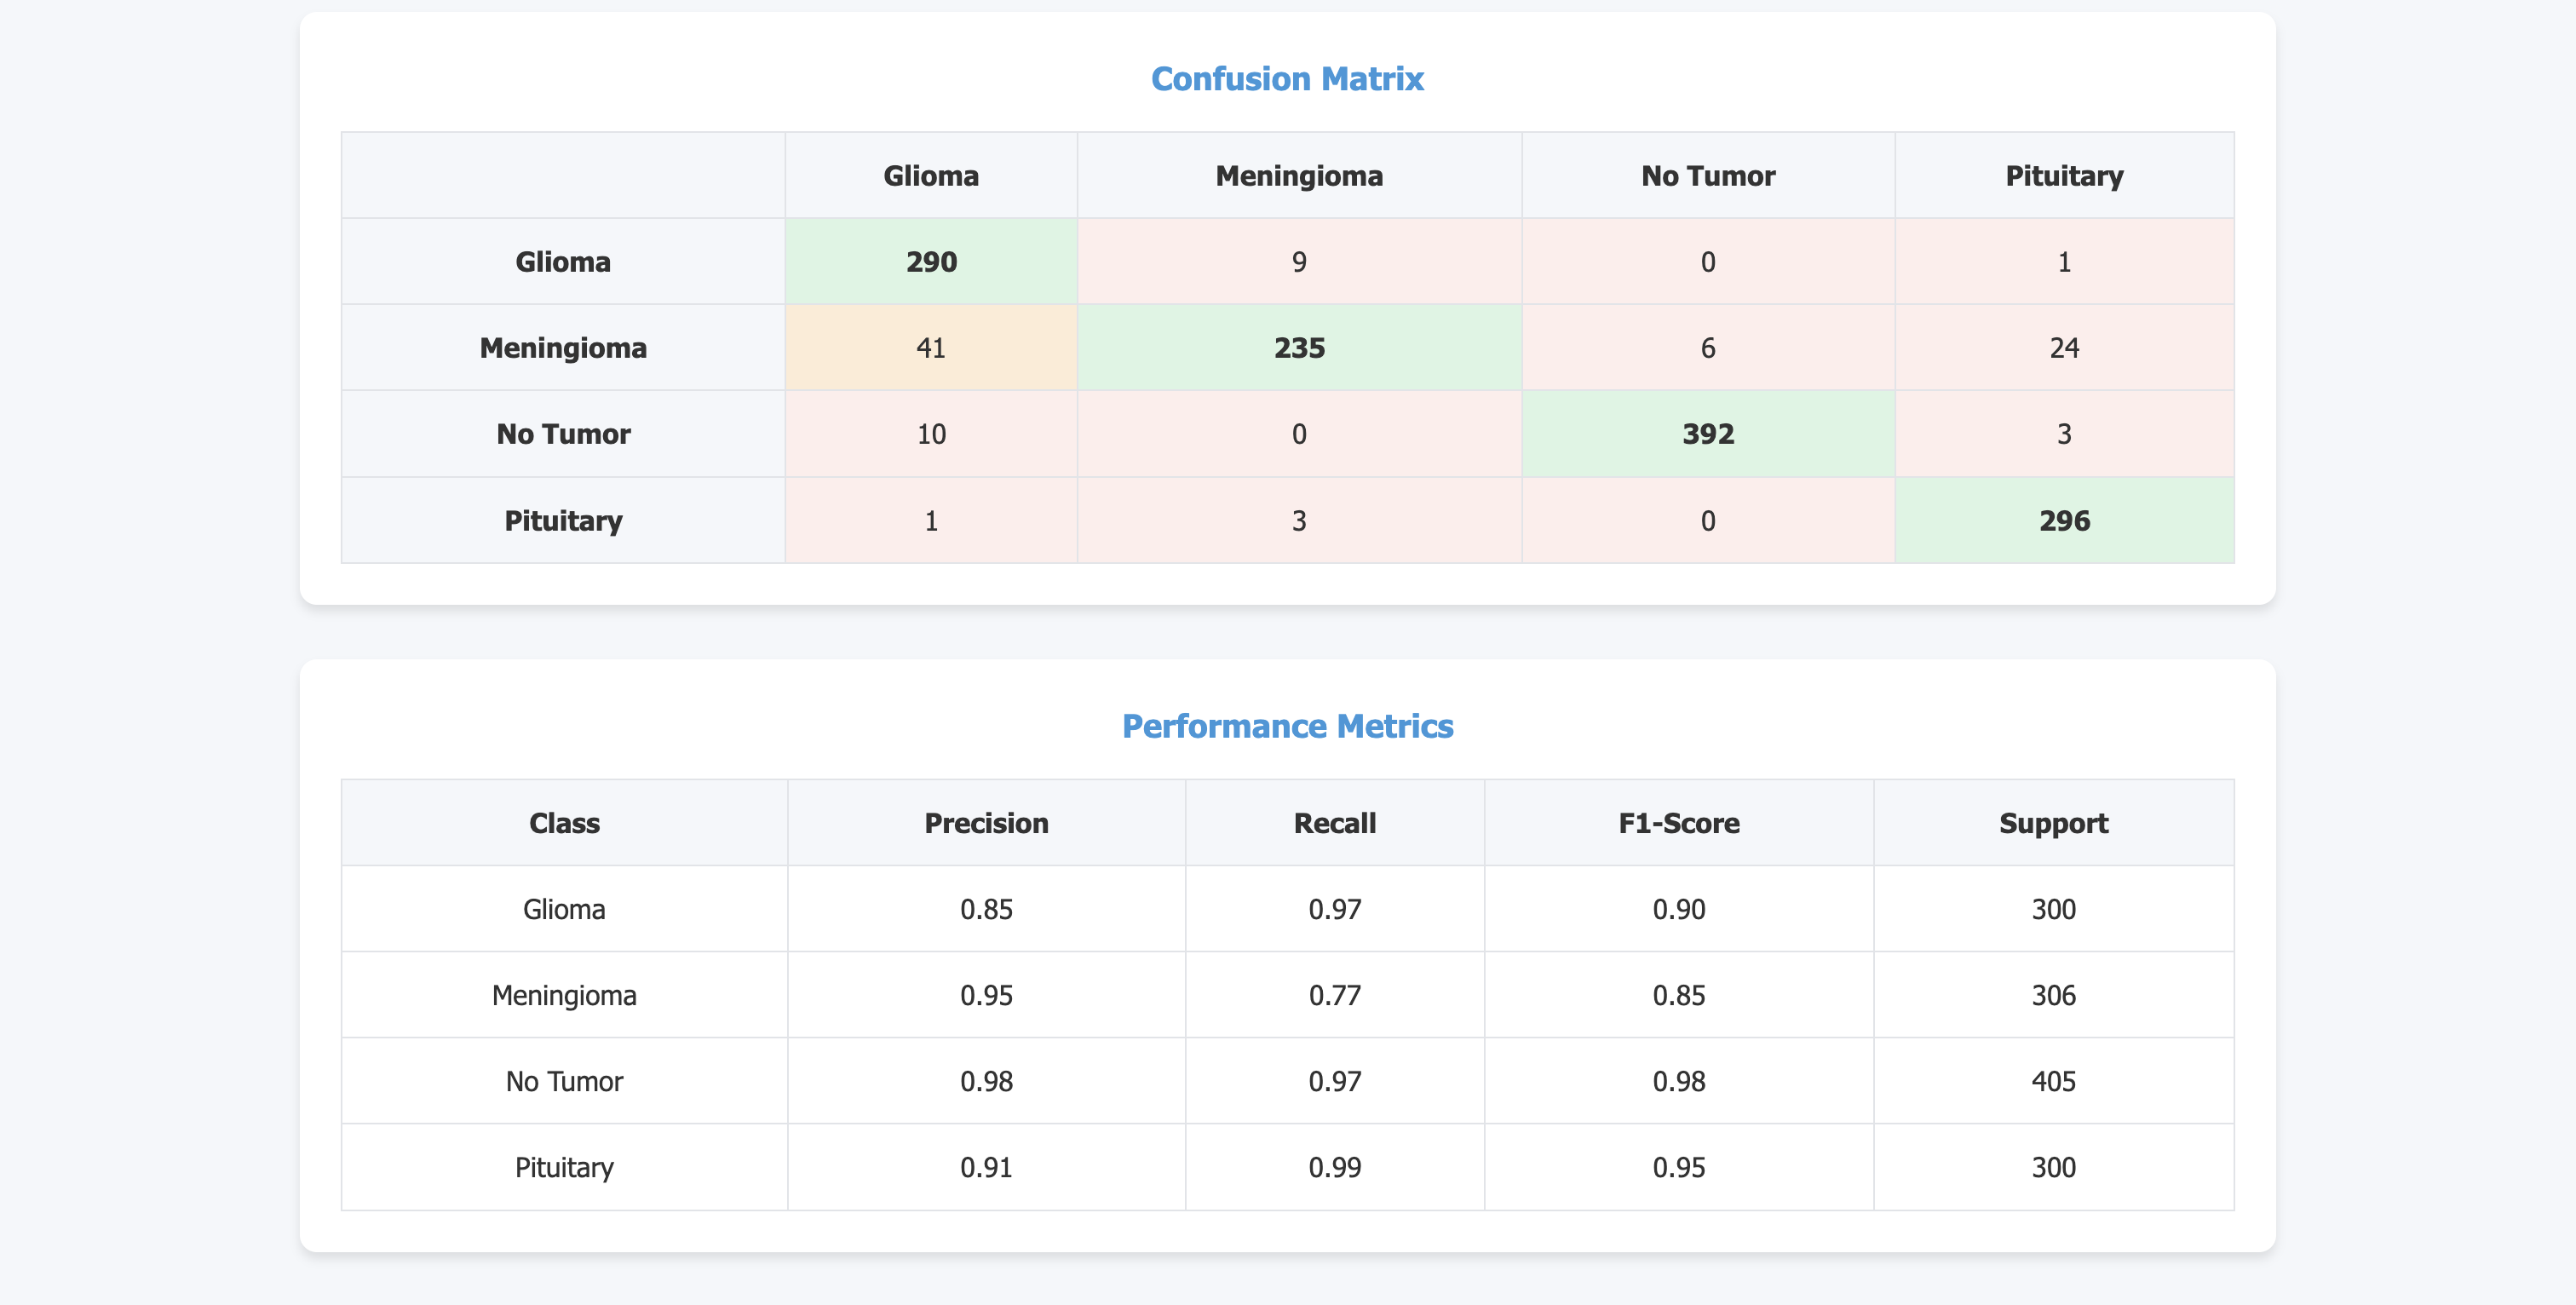 Confusion Matrix
Glioma Meningioma No Tumor Pituitary
Glioma 290 9 0 1
Meningioma 41 235 6 24
No Tumor 10 0 392 3
Pituitary 1 3 0 296
Performance Metrics
Class Precision Recall F1-Score Support
Glioma 0.85 0.97 0.90 300
Meningioma 0.95 0.77 0.85 306
No Tumor 0.98 0.97 0.98 405
Pituitary 0.91 0.99 0.95 300